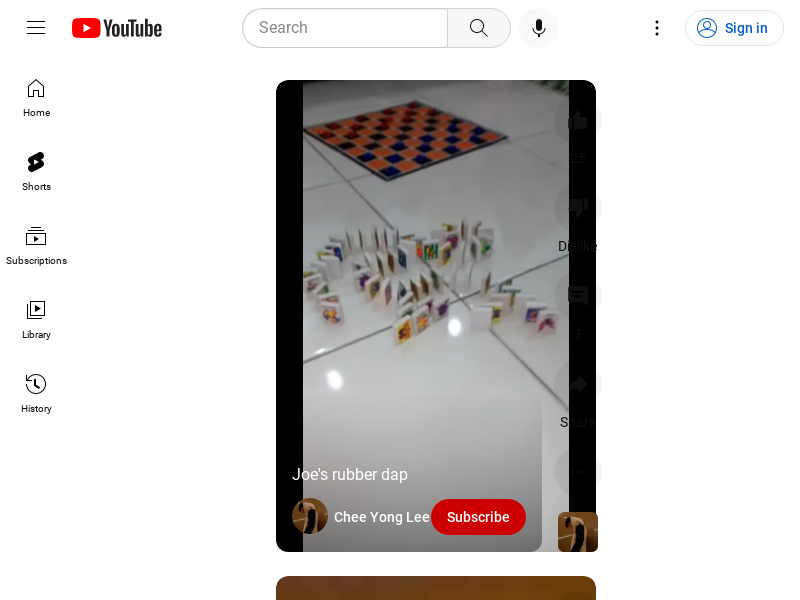 YouTube
Search
Sign in
Home
Shorts
Subscriptions
Library
History
25
Dislike
7
Share
Joe's rubber dap
Chee Yong Lee
Subscribe